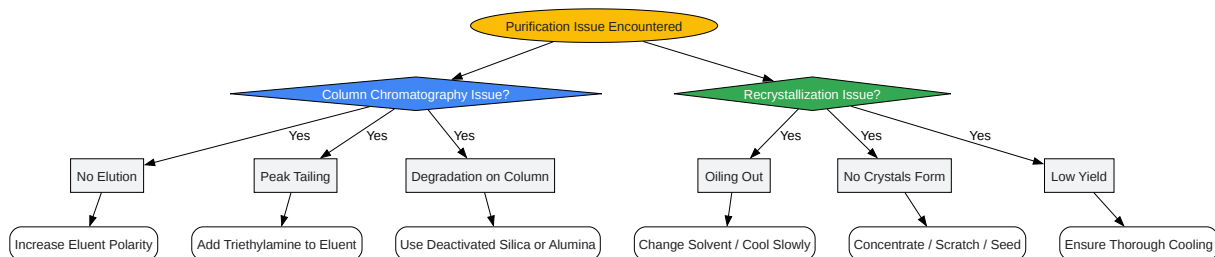 Purification Issue Encountered
Column Chromatography Issue?
Recrystallization Issue?
Yes
Yes
Yes
Yes
Yes
Yes
No Elution
Peak Tailing
Degradation on Column
Oiling Out
No Crystals Form
Low Yield
Increase Eluent Polarity
Add Triethylamine to Eluent
Use Deactivated Silica or Alumina
Change Solvent / Cool Slowly
Concentrate / Scratch / Seed
Ensure Thorough Cooling